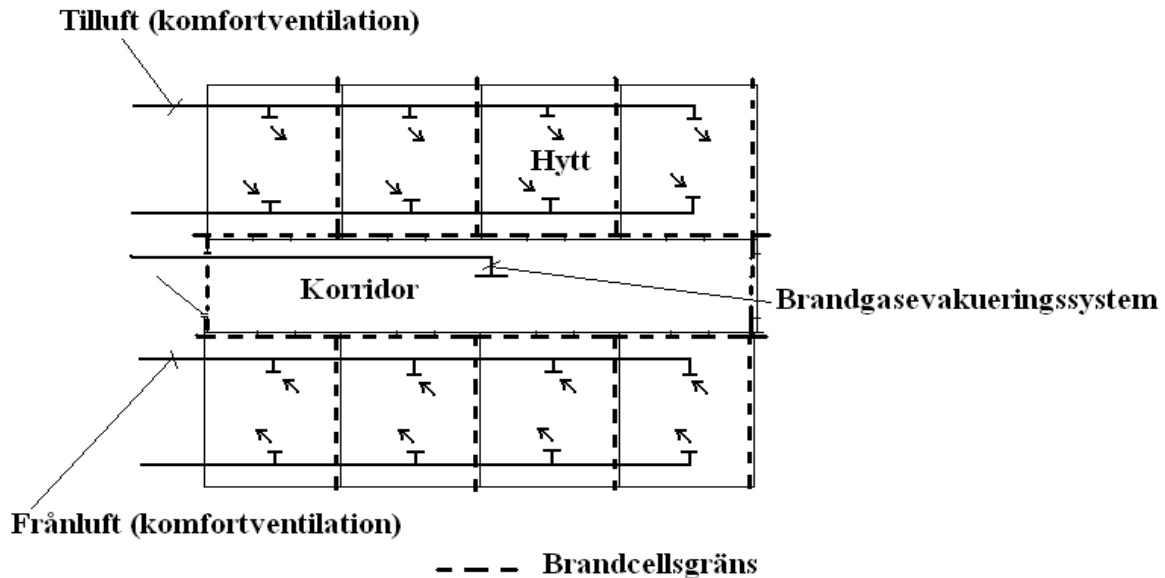 Tilluft (komfortventilation)
Hytt
Korridor
Brandgasevakueringssystem
Frånluft (komfortventilation)
Brandcellsgräns